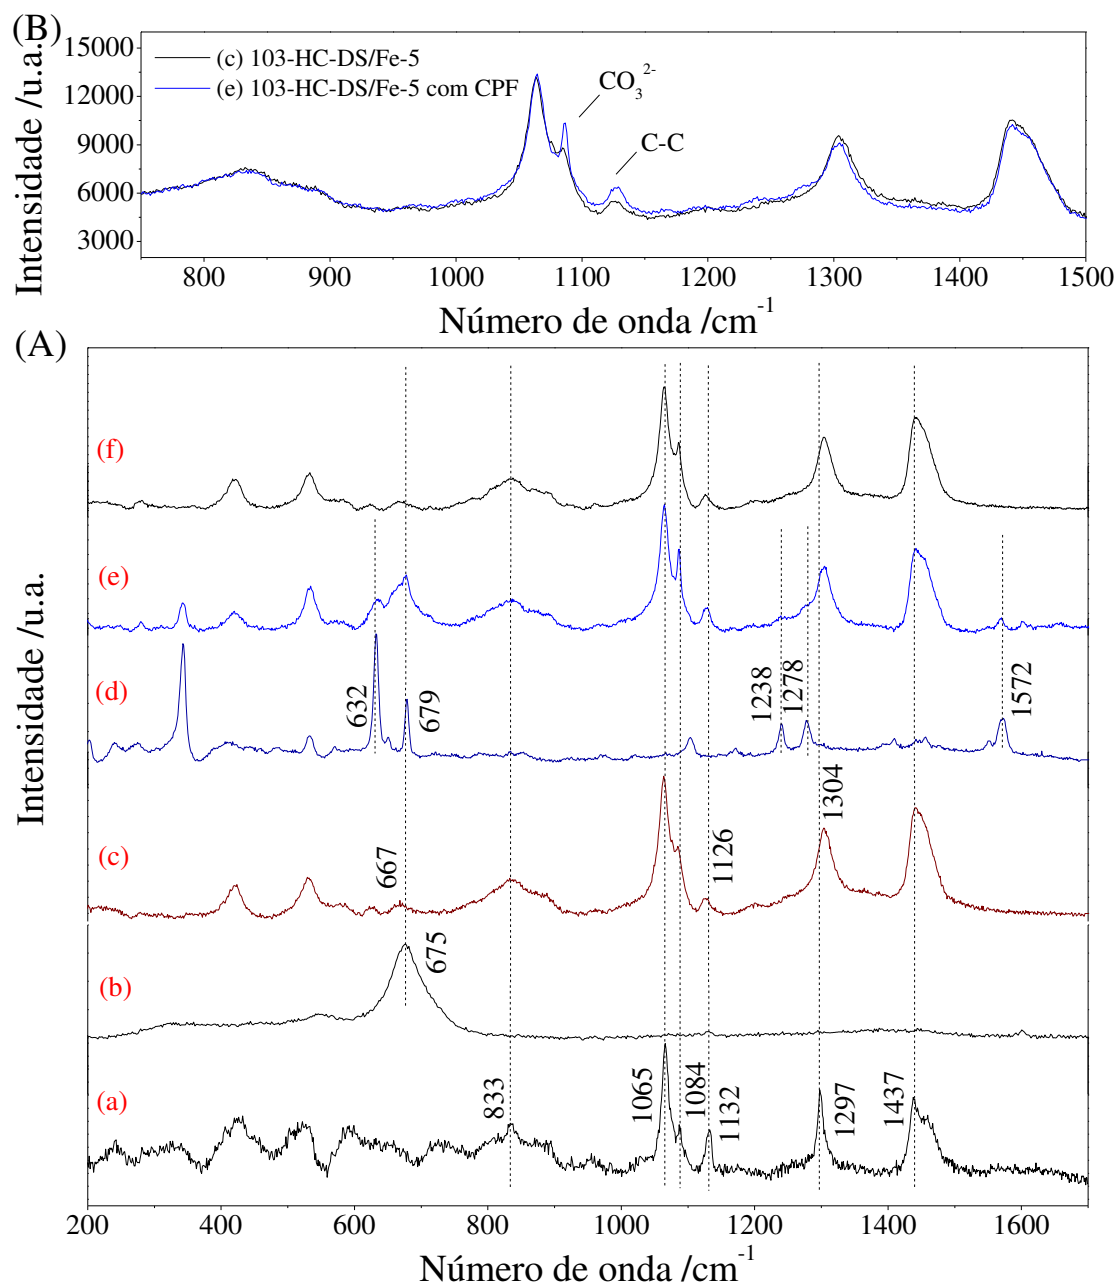 (B)
Intensidade /u.a.
15000
12000
9000
6000
3000
(c) 103-HC-DS/Fe-5
(e) 103-HC-DS/Fe-5 com CPF
CO₃²⁻
C-C
800 900 1000 1100 1200 1300 1400 1500
Número de onda /cm⁻¹
(A)
Intensidade /u.a.
(f)
(e)
(d)
632
679
1238
1278
1572
(c)
667
1126
1304
(b)
675
(a)
833
1065
1084
1132
1297
1437
200 400 600 800 1000 1200 1400 1600
Número de onda /cm⁻¹